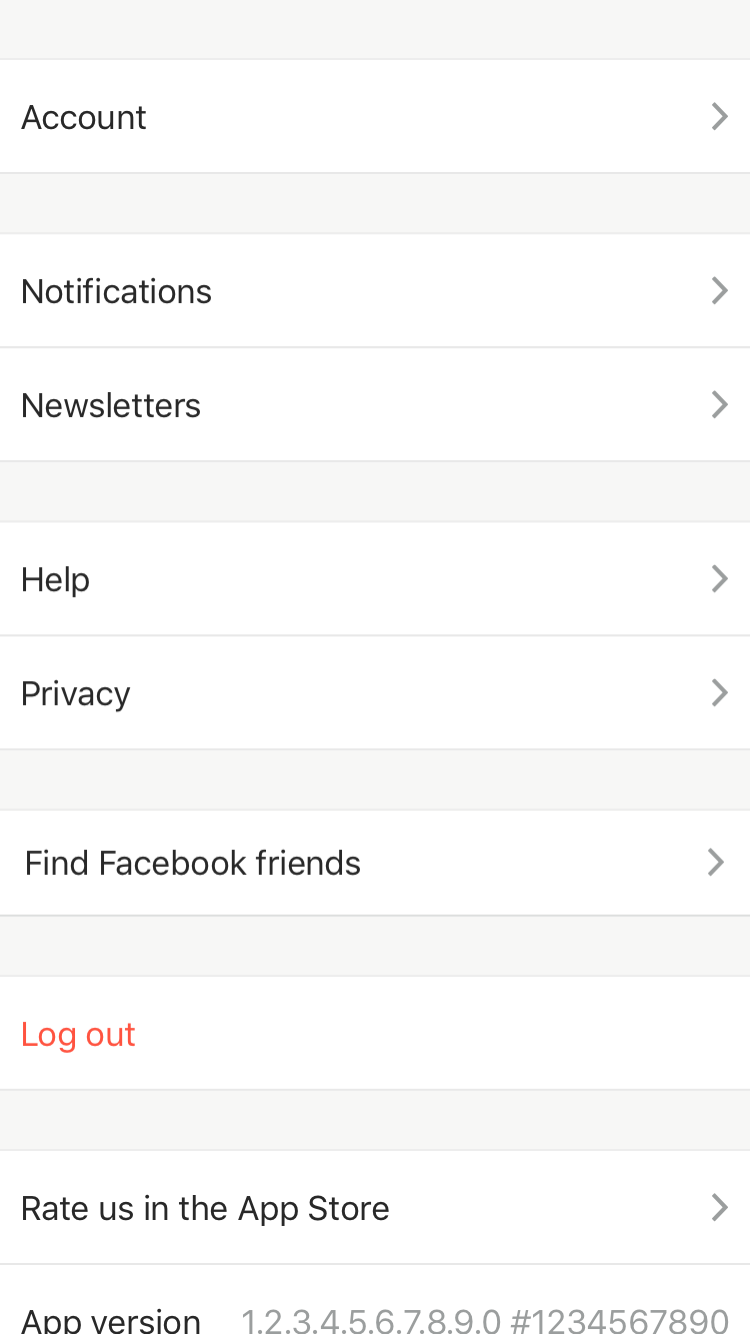 Account
Notifications
Newsletters
Help
Privacy
Find Facebook friends
Log out
Rate us in the App Store
App version 1.2.3.4.5.6.7.8.9.0 #1234567890